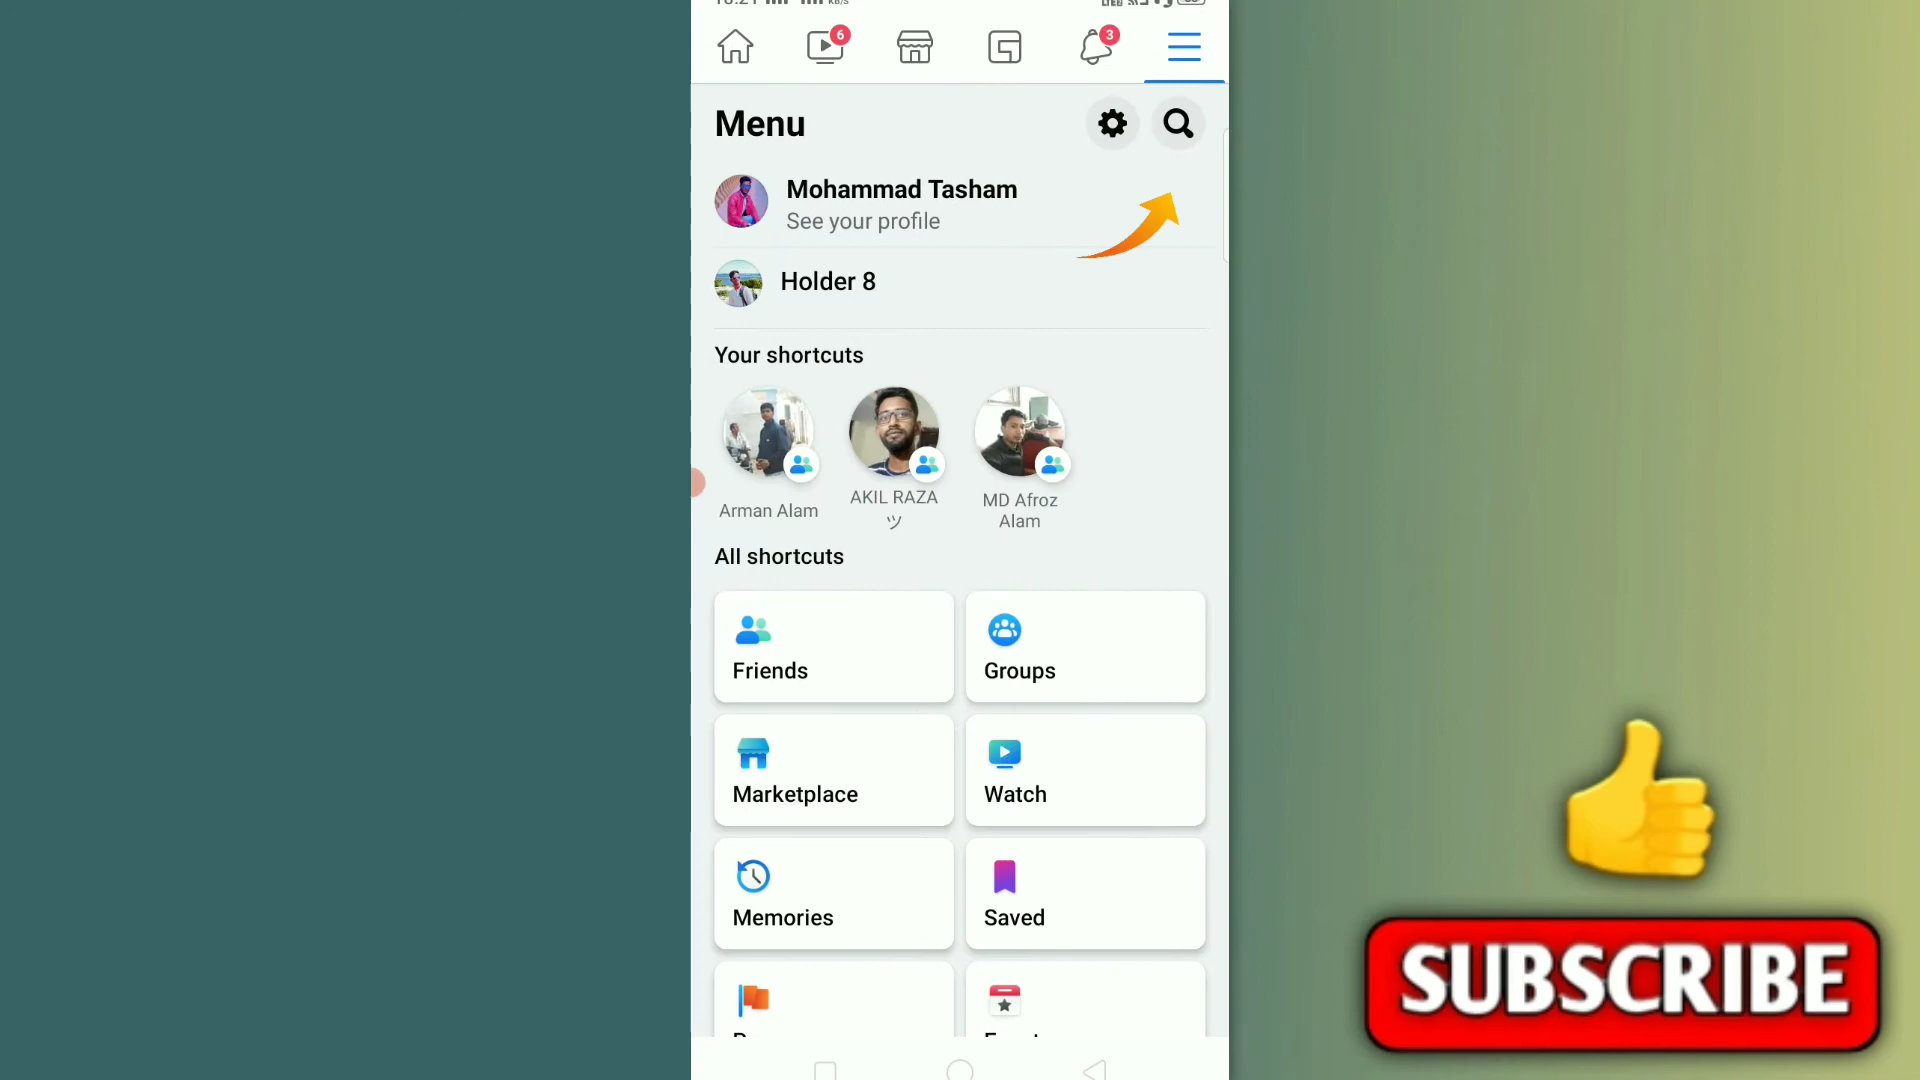 6
3
Menu
Mohammad Tasham
See your profile
Holder 8
Your shortcuts
Arman Alam
AKIL RAZA
ツ
MD Afroz
Alam
All shortcuts
Friends
Groups
Marketplace
Watch
Memories
Saved
SUBSCRIBE